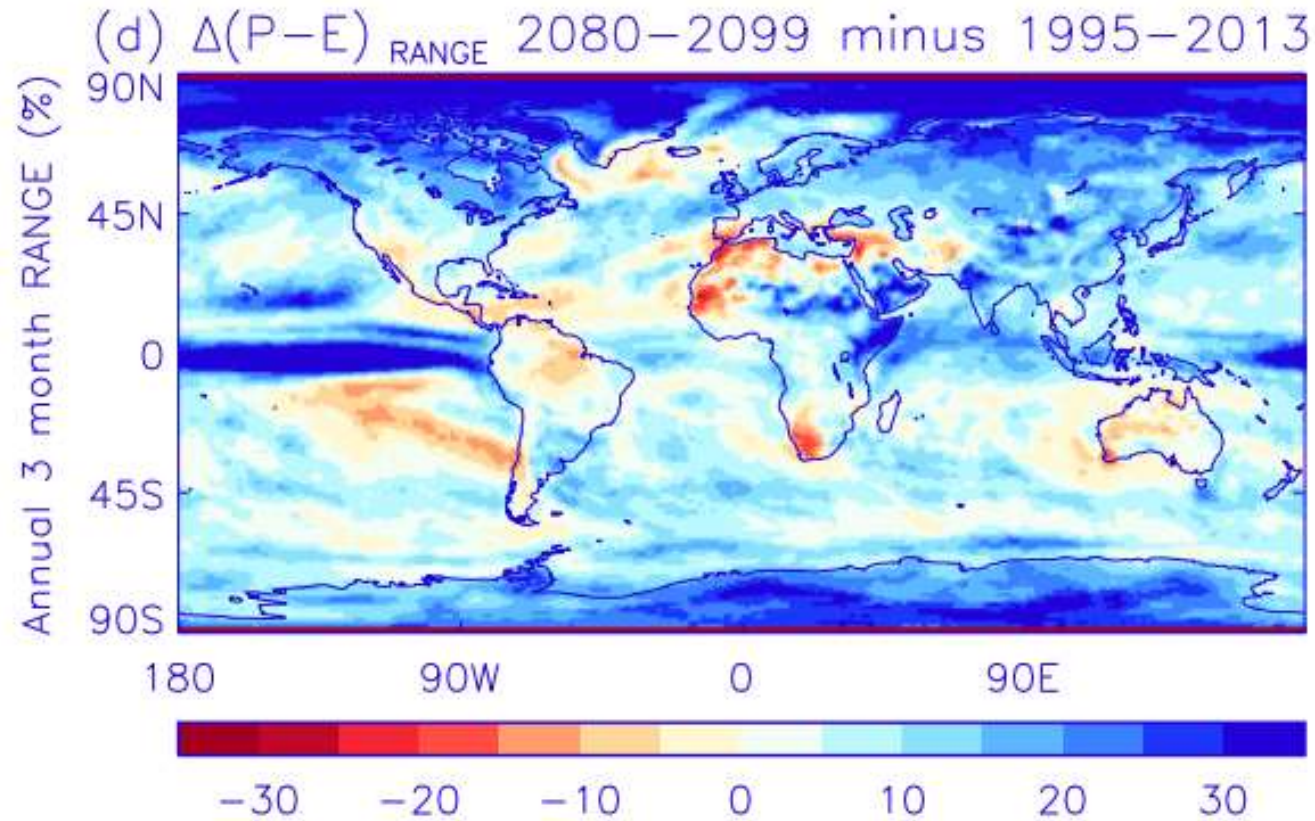 (d) Δ(P−E) RANGE 2080−2099 minus 1995−2013
Annual 3 month RANGE (%)
90N
45N
0
45S
90S
180 90W 0 90E
−30 −20 −10 0 10 20 30